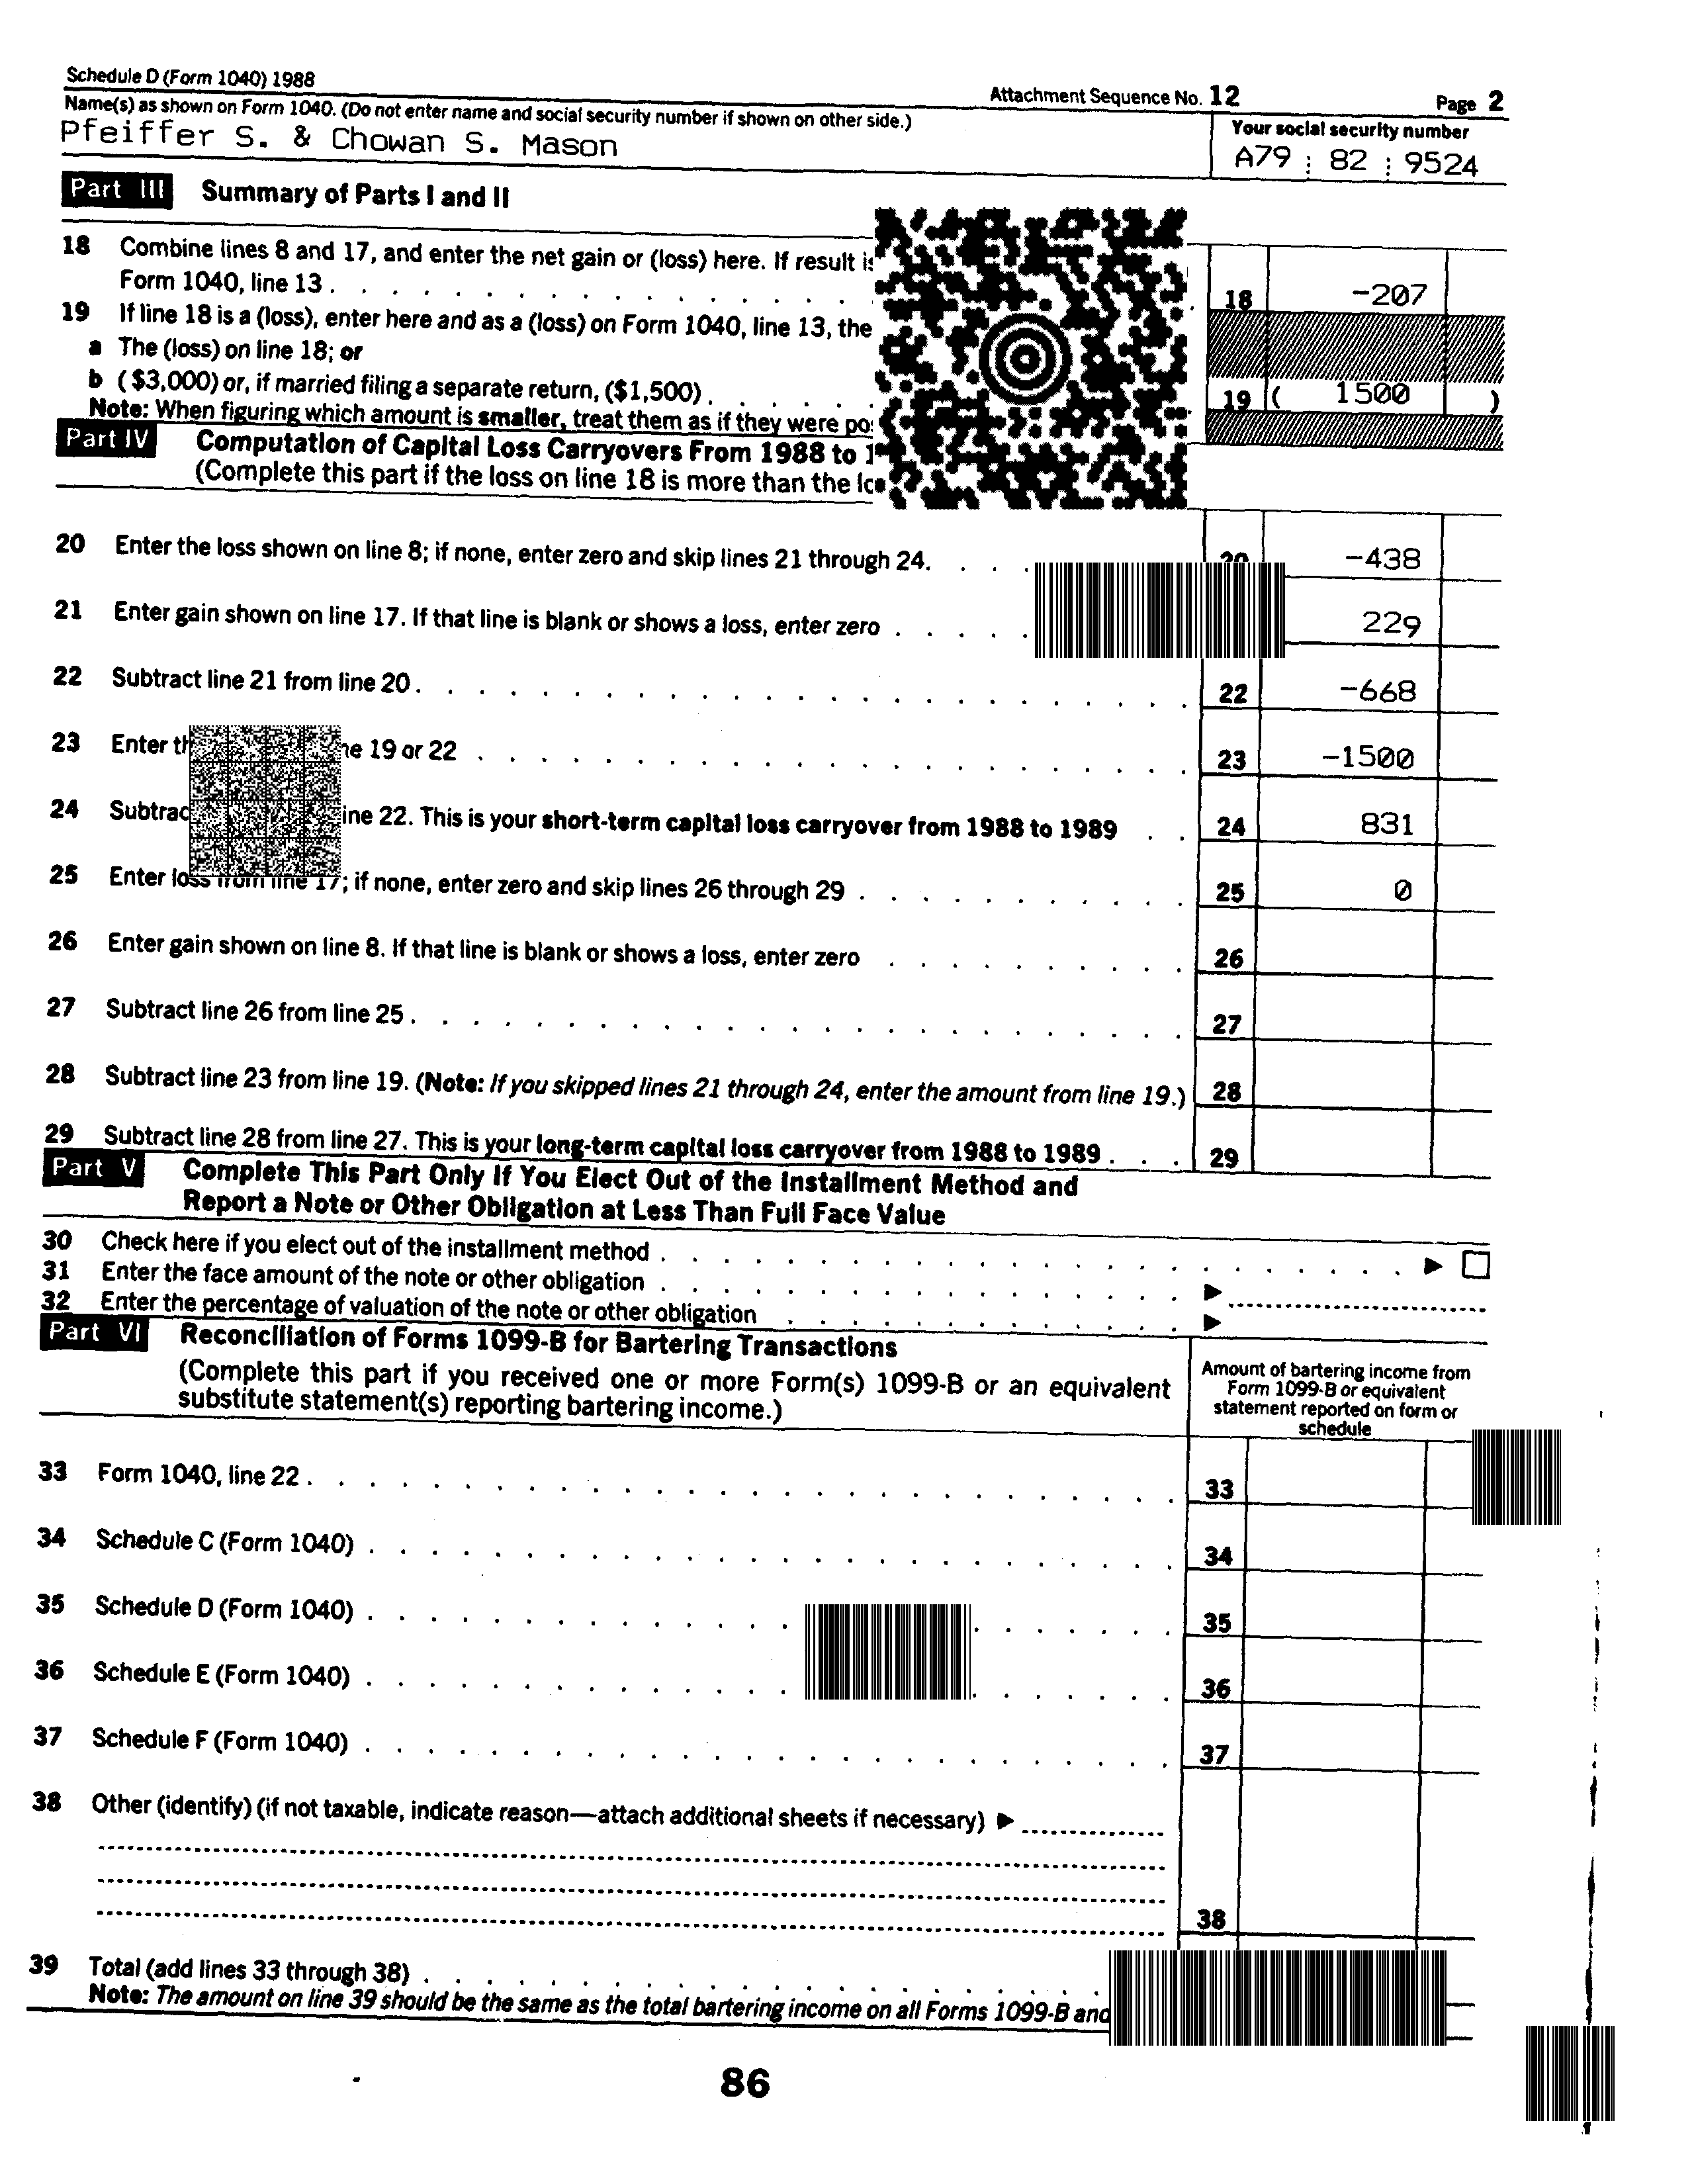 Schedule D (Form 1040) 1988 Attachment Sequence No. 12 Page 2
Name(s) as shown on Form 1040. (Do not enter name and social security number if shown on other side.) Your social security number
Pfeiffer S. & Chowan S. Mason A79 82 9524
Part III Summary of Parts I and II
18 Combine lines 8 and 17, and enter the net gain or (loss) here. If result
Form 1040, line 13 . 18 -207
19 If line 18 is a (loss), enter here and as a (loss) on Form 1040, line 13, the
a The (loss) on line 18; or
b ($3,000) or, if married filing a separate return, ($1,500) . 19 ( 1500 )
Note: When figuring which amount is smaller, treat them as if they were
Part IV Computation of Capital Loss Carryovers From 1988 to
(Complete this part if the loss on line 18 is more than the
20 Enter the loss shown on line 8; if none, enter zero and skip lines 21 through 24. -438
21 Enter gain shown on line 17. If that line is blank or shows a loss, enter zero . 229
22 Subtract line 21 from line 20 . 22 -668
23 Enter 19 or 22 . 23 -1500
24 line 22. This is your short-term capital loss carryover from 1988 to 1989 . 24 831
25 Enter loss from line 17; if none, enter zero and skip lines 26 through 29 . 25 0
26 Enter gain shown on line 8. If that line is blank or shows a loss, enter zero . 26
27 Subtract line 26 from line 25 . 27
28 Subtract line 23 from line 19. (Note: If you skipped lines 21 through 24, enter the amount from line 19.) 28
29 Subtract line 28 from line 27. This is your long-term capital loss carryover from 1988 to 1989 . 29
Part V Complete This Part Only If You Elect Out of the Installment Method and
Report a Note or Other Obligation at Less Than Full Face Value
30 Check here if you elect out of the installment method . ▶
31 Enter the face amount of the note or other obligation . ▶
32 Enter the percentage of valuation of the note or other obligation . ▶
Part VI Reconciliation of Forms 1099-B for Bartering Transactions
(Complete this part if you received one or more Form(s) 1099-B or an equivalent
substitute statement(s) reporting bartering income.)
Amount of bartering income from
Form 1099-B or equivalent
statement reported on form or
schedule
33 Form 1040, line 22 . 33
34 Schedule C (Form 1040) . 34
35 Schedule D (Form 1040) . 35
36 Schedule E (Form 1040) . 36
37 Schedule F (Form 1040) . 37
38 Other (identify) (if not taxable, indicate reason—attach additional sheets if necessary) ▶
38
39 Total (add lines 33 through 38) .
Note: The amount on line 39 should be the same as the total bartering income on all Forms 1099-B and
86